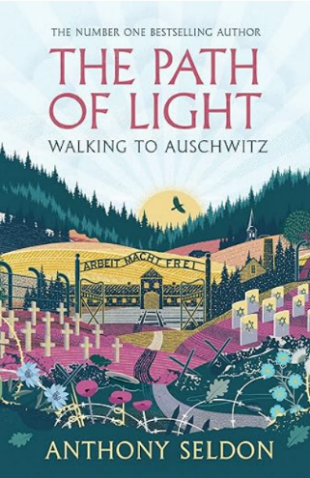 THE NUMBER ONE BESTSELLING AUTHOR
THE PATH
OF LIGHT
WALKING TO AUSCHWITZ
ARBEIT MACHT FREI
ANTHONY SELDON